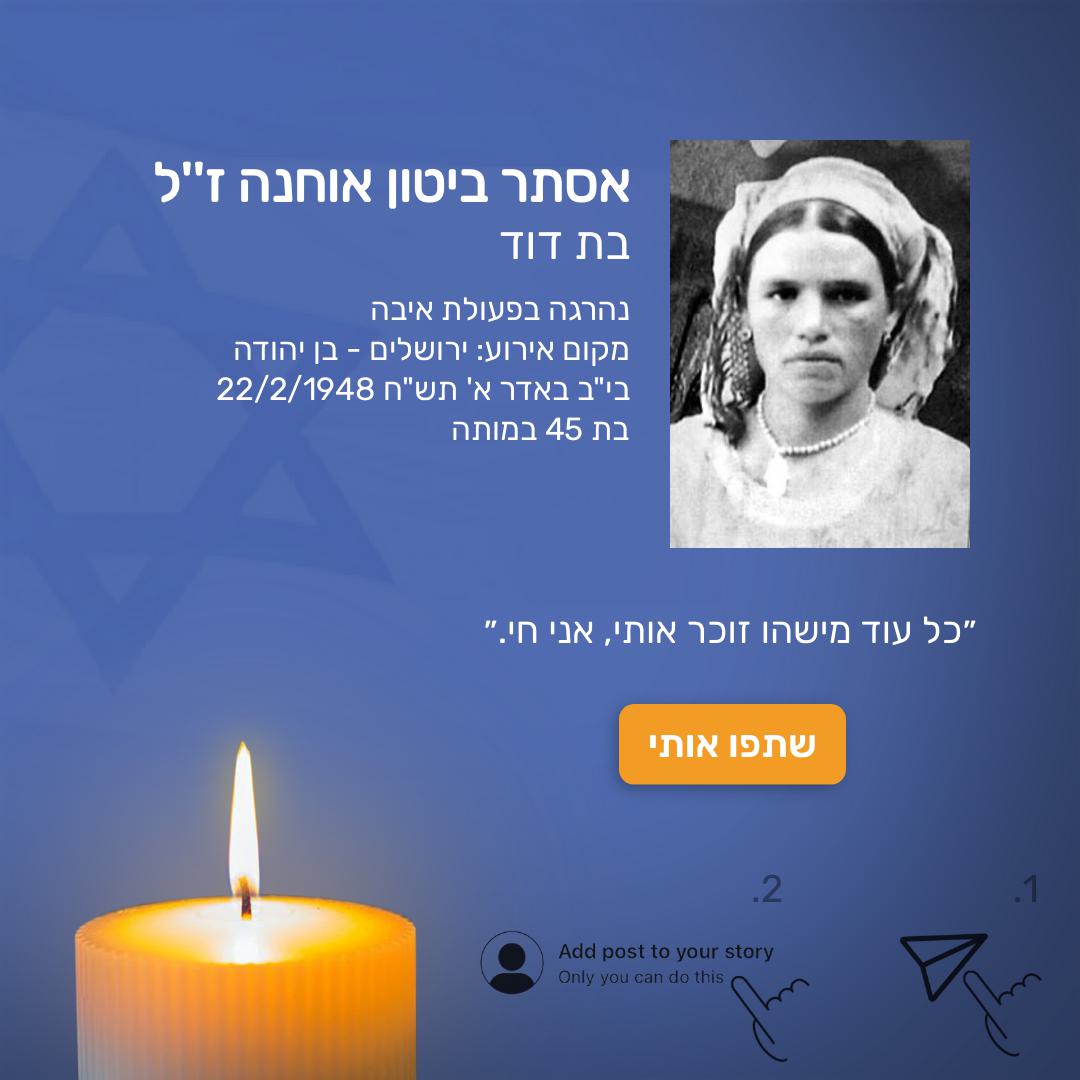 אסתר ביטון אוחנה ז"ל
בת דוד
נהרגה בפעולת איבה
מקום אירוע: ירושלים - בן יהודה
בי"ב באדר א' תש"ח 22/2/1948
בת 45 במותה
״כל עוד מישהו זוכר אותי, אני חי.״
שתפו אותי
1.
2.
Add post to your story
Only you can do this